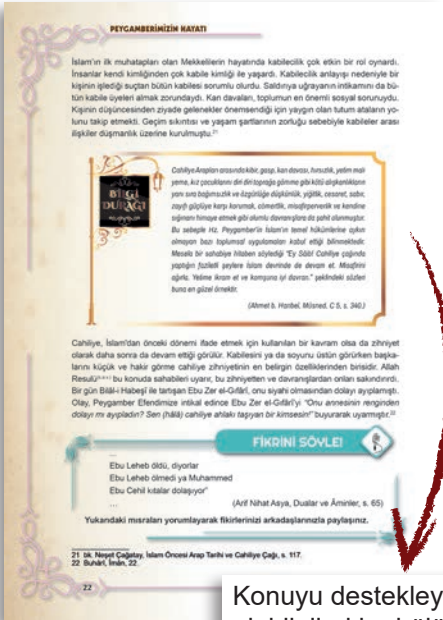 PEYGAMBERİMİZİN HAYATI
İslam'ın ilk muhatapları olan Mekkelilerin hayatında kabilecilik çok etkin bir rol oynardı.
İnsanlar kendi kimliğinden çok kabile kimliği ile yaşardı. Kabilecilik anlayışı nedeniyle bir
kişinin işlediği suçtan bütün kabilesi sorumlu olurdu. Saldırıya uğrayanın intikamını da bü-
tün kabile üyeleri almak zorundaydı. Kan davaları, toplumun en önemli sosyal sorunuydu.
Kişinin düşüncesinden ziyade gelenekler önemsendiği için yaygın olan tutum ataların yo-
lunu takip etmekti. Geçim sıkıntısı ve yaşam şartlarının zorluğu sebebiyle kabileler arası
ilişkiler düşmanlık üzerine kurulmuştu.21
BİLGİ
DURAĞI
Cahiliye Arapları arasında kibir, gasp, kan davası, hırsızlık, yetim malı
yeme, kız çocuklarını diri diri toprağa gömme gibi kötü alışkanlıkların
yanı sıra bağımsızlık ve özgürlüğe düşkünlük, yiğitlik, cesaret, sabır,
zayıfı güçlüye karşı korumak, cömertlik, misafirperverlik ve kendine
sığınanı himaye etmek gibi olumlu davranışlara da şahit olunmuştur.
Bu sebeple Hz. Peygamber'in İslam'ın temel hükümlerine aykırı
olmayan bazı toplumsal uygulamaları kabul ettiği bilinmektedir.
Mesela bir sahabiye hitaben söylediği "Ey Sâib! Cahiliye çağında
yaptığın faziletli şeylere İslam devrinde de devam et. Misafirini
ağırla. Yetime ikram et ve komşuna iyi davran." şeklindeki sözleri
buna en güzel örnektir.
(Ahmet b. Hanbel, Müsned, C 5, s. 340.)
Cahiliye, İslam'dan önceki dönemi ifade etmek için kullanılan bir kavram olsa da zihniyet
olarak daha sonra da devam ettiği görülür. Kabilesini ya da soyunu üstün görürken başka-
larını küçük ve hakir görme cahiliye zihniyetinin en belirgin özelliklerinden birisidir. Allah
Resulü bu konuda sahabileri uyarır, bu zihniyetten ve davranışlardan onları sakındırırdı.
Bir gün Bilâl-i Habeşî ile tartışan Ebu Zer el-Gıfârî, onu siyahi olmasından dolayı ayıplamıştı.
Olay, Peygamber Efendimize intikal edince Ebu Zer el-Gıfârî'yi "Onu annesinin renginden
dolayı mı ayıpladın? Sen (hâlâ) cahiliye ahlakı taşıyan bir kimsesin!" buyurarak uyarmıştır.22
FİKRİNİ SÖYLE!
...
Ebu Leheb öldü, diyorlar
Ebu Leheb ölmedi ya Muhammed
Ebu Cehil kıtalar dolaşıyor"
...
(Arif Nihat Asya, Dualar ve Âminler, s. 65)
Yukarıdaki mısraları yorumlayarak fikirlerinizi arkadaşlarınızla paylaşınız.
21 bk. Neşet Çağatay, İslam Öncesi Arap Tarihi ve Cahiliye Çağı, s. 117.
22 Buhârî, İmân, 22.
22
Konuyu destekley